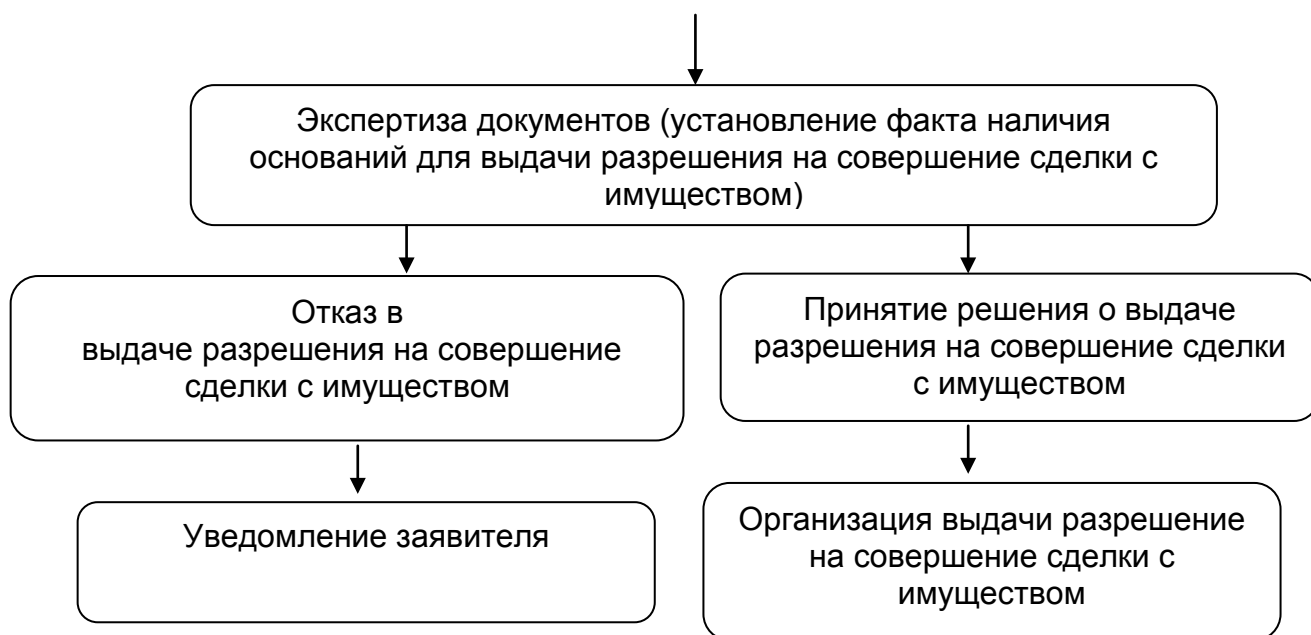 Экспертиза документов (установление факта наличия
оснований для выдачи разрешения на совершение сделки с
имуществом)
Отказ в
выдаче разрешения на совершение
сделки с имуществом
Принятие решения о выдаче
разрешения на совершение сделки
с имуществом
Уведомление заявителя
Организация выдачи разрешение
на совершение сделки с
имуществом